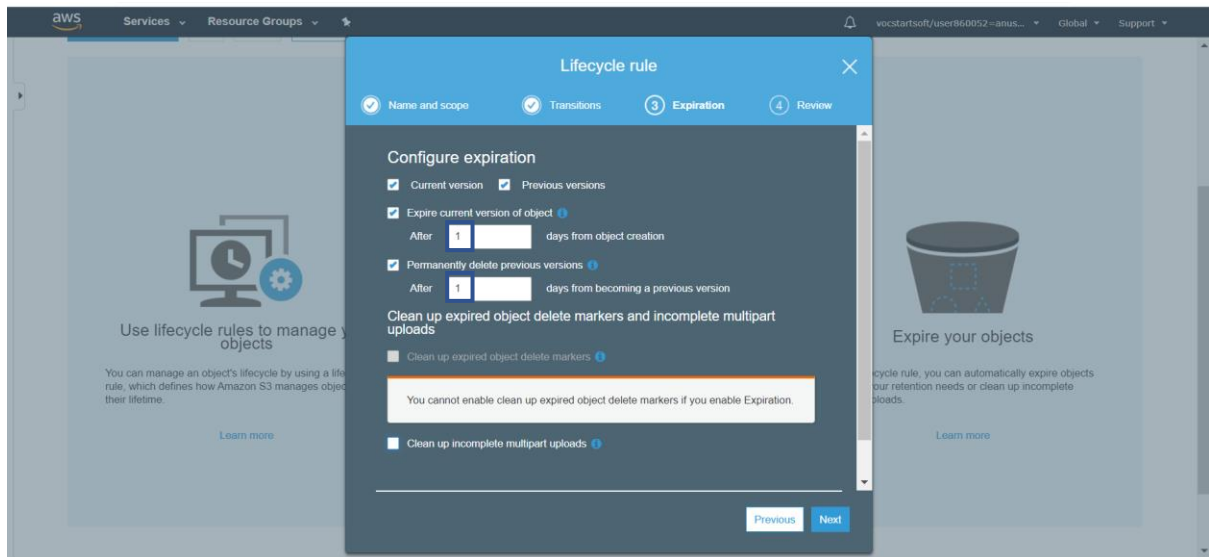 aws Services Resource Groups vocstartsoft/user860052=anus... Global Support
Lifecycle rule
Name and scope Transitions 3 Expiration 4 Review
Configure expiration
Current version Previous versions
Expire current version of object
After 1 days from object creation
Permanently delete previous versions
After 1 days from becoming a previous version
Clean up expired object delete markers and incomplete multipart
uploads
Clean up expired object delete markers
You cannot enable clean up expired object delete markers if you enable Expiration.
Clean up incomplete multipart uploads
Previous Next
Use lifecycle rules to manage y
objects
You can manage an object's lifecycle by using a life
rule, which defines how Amazon S3 manages objec
their lifetime.
Learn more
Expire your objects
ecycle rule, you can automatically expire objects
our retention needs or clean up incomplete
ploads.
Learn more